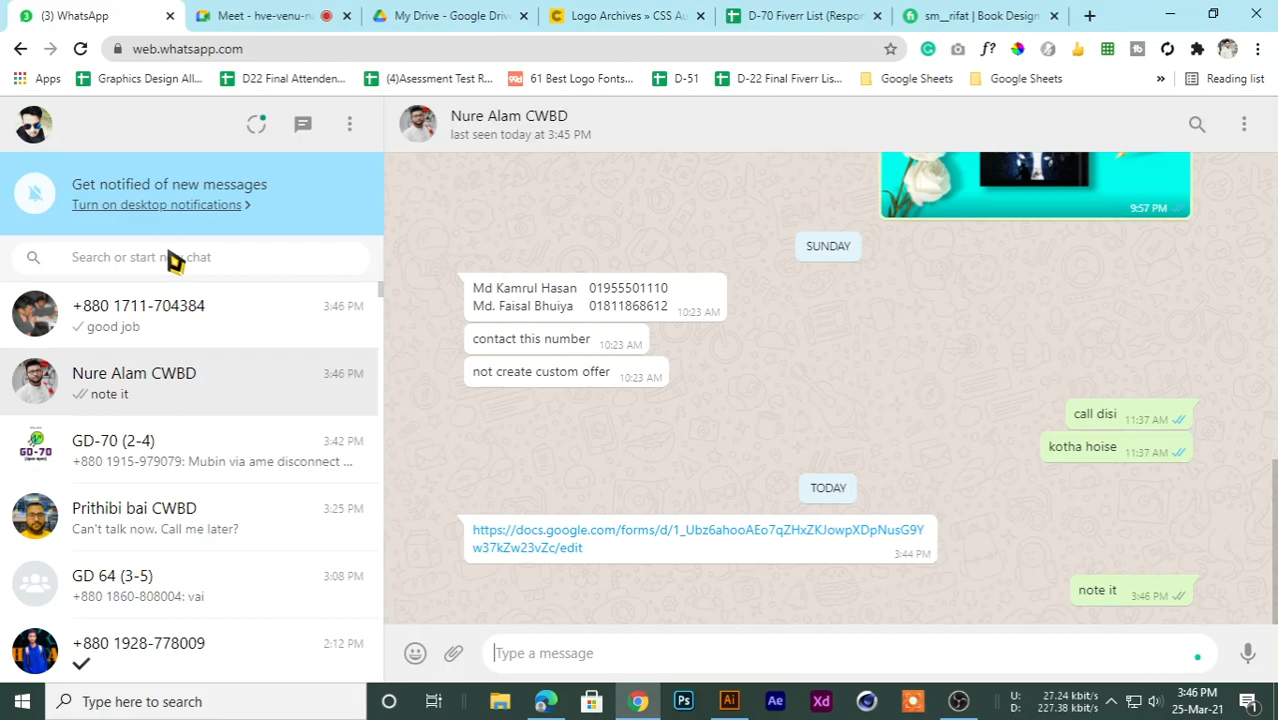 (3) WhatsApp
Meet - hve-venu-n
My Drive - Google Dr
Logo Archives » CSS Au
D-70 Fiverr List (Respor
sm__rifat | Book Design
web.whatsapp.com
Apps
Graphics Design All...
D22 Final Attenden...
(4)Asessment Test R...
61 Best Logo Fonts...
D-51
D-22 Final Fiverr Lis...
Google Sheets
Google Sheets
»
Reading list
Get notified of new messages
Turn on desktop notifications >
Search or start new chat
+880 1711-704384
3:46 PM
good job
Nure Alam CWBD
3:46 PM
note it
GD-70 (2-4)
3:42 PM
+880 1915-979079: Mubin via ame disconnect ...
Prithibi bai CWBD
3:25 PM
Can't talk now. Call me later?
GD 64 (3-5)
3:08 PM
+880 1860-808004: vai
+880 1928-778009
2:12 PM
Nure Alam CWBD
last seen today at 3:45 PM
9:57 PM
SUNDAY
Md Kamrul Hasan 01955501110
Md. Faisal Bhuiya 01811868612
10:23 AM
contact this number 10:23 AM
not create custom offer 10:23 AM
call disi 11:37 AM
kotha hoise 11:37 AM
TODAY
https://docs.google.com/forms/d/1_Ubz6ahooAEo7qZHxZKJowpXDpNusG9Y
w37kZw23vZc/edit
3:44 PM
note it 3:46 PM
Type a message
Type here to search
Ps
Ai
Ae
Xd
U: 27.24 kbit/s
D: 227.38 kbit/s
3:46 PM
25-Mar-21
1